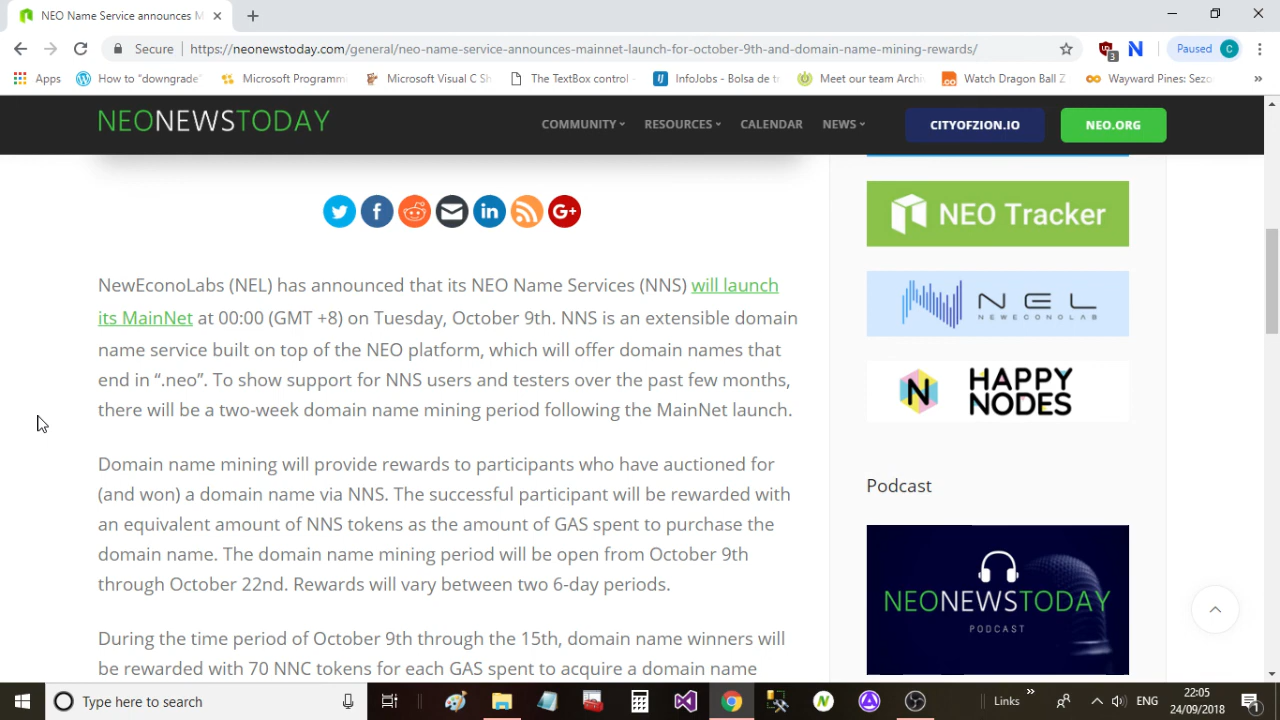 NEO Name Service announces M
Secure
https://neonewstoday.com/general/neo-name-service-announces-mainnet-launch-for-october-9th-and-domain-name-mining-rewards/
3
N
Paused
C
Apps
How to "downgrade"
Microsoft Programmi
Microsoft Visual C Sh
The TextBox control -
InfoJobs - Bolsa de tr
Meet our team Archi
Watch Dragon Ball Z
Wayward Pines: Sezo
»
NEONEWSTODAY
COMMUNITY
RESOURCES
CALENDAR
NEWS
CITYOFZION.IO
NEO.ORG
G+
NewEconoLabs (NEL) has announced that its NEO Name Services (NNS) will launch
its MainNet at 00:00 (GMT +8) on Tuesday, October 9th. NNS is an extensible domain
name service built on top of the NEO platform, which will offer domain names that
end in “.neo”. To show support for NNS users and testers over the past few months,
there will be a two-week domain name mining period following the MainNet launch.
Domain name mining will provide rewards to participants who have auctioned for
(and won) a domain name via NNS. The successful participant will be rewarded with
an equivalent amount of NNS tokens as the amount of GAS spent to purchase the
domain name. The domain name mining period will be open from October 9th
through October 22nd. Rewards will vary between two 6-day periods.
During the time period of October 9th through the 15th, domain name winners will
be rewarded with 70 NNC tokens for each GAS spent to acquire a domain name
NEO Tracker
NEL
NEWECONOLAB
N
HAPPY
NODES
Podcast
NEONEWSTODAY
PODCAST
Type here to search
Links
»
ENG
22:05
24/09/2018
1